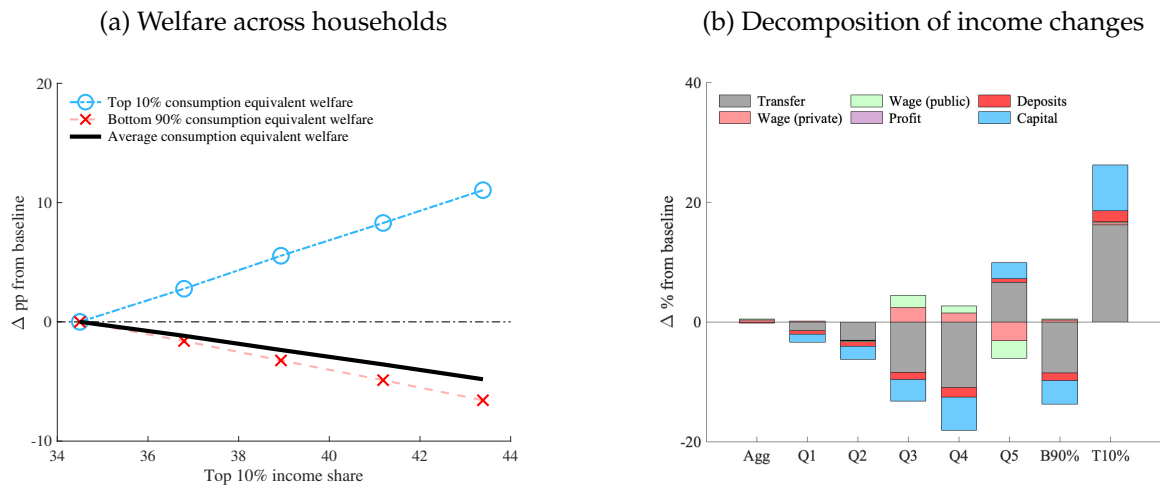 (a) Welfare across households
20
10
0
-10
Δ pp from baseline
Top 10% consumption equivalent welfare
Bottom 90% consumption equivalent welfare
Average consumption equivalent welfare
34 36 38 40 42 44
Top 10% income share
(b) Decomposition of income changes
40
20
0
-20
Δ % from baseline
Transfer Wage (public) Deposits
Wage (private) Profit Capital
Agg Q1 Q2 Q3 Q4 Q5 B90% T10%